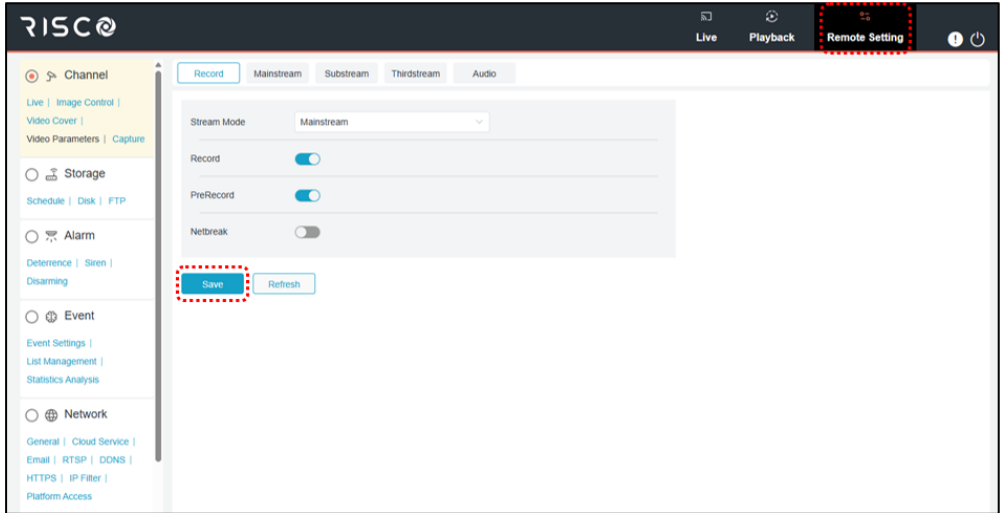 RISCO
Live
Playback
Remote Setting
Channel
Live | Image Control |
Video Cover |
Video Parameters | Capture
Storage
Schedule | Disk | FTP
Alarm
Deterrence | Siren |
Disarming
Event
Event Settings |
List Management |
Statistics Analysis
Network
General | Cloud Service |
Email | RTSP | DDNS |
HTTPS | IP Filter |
Platform Access
Record
Mainstream
Substream
Thirdstream
Audio
Stream Mode
Mainstream
Record
PreRecord
Netbreak
Save
Refresh